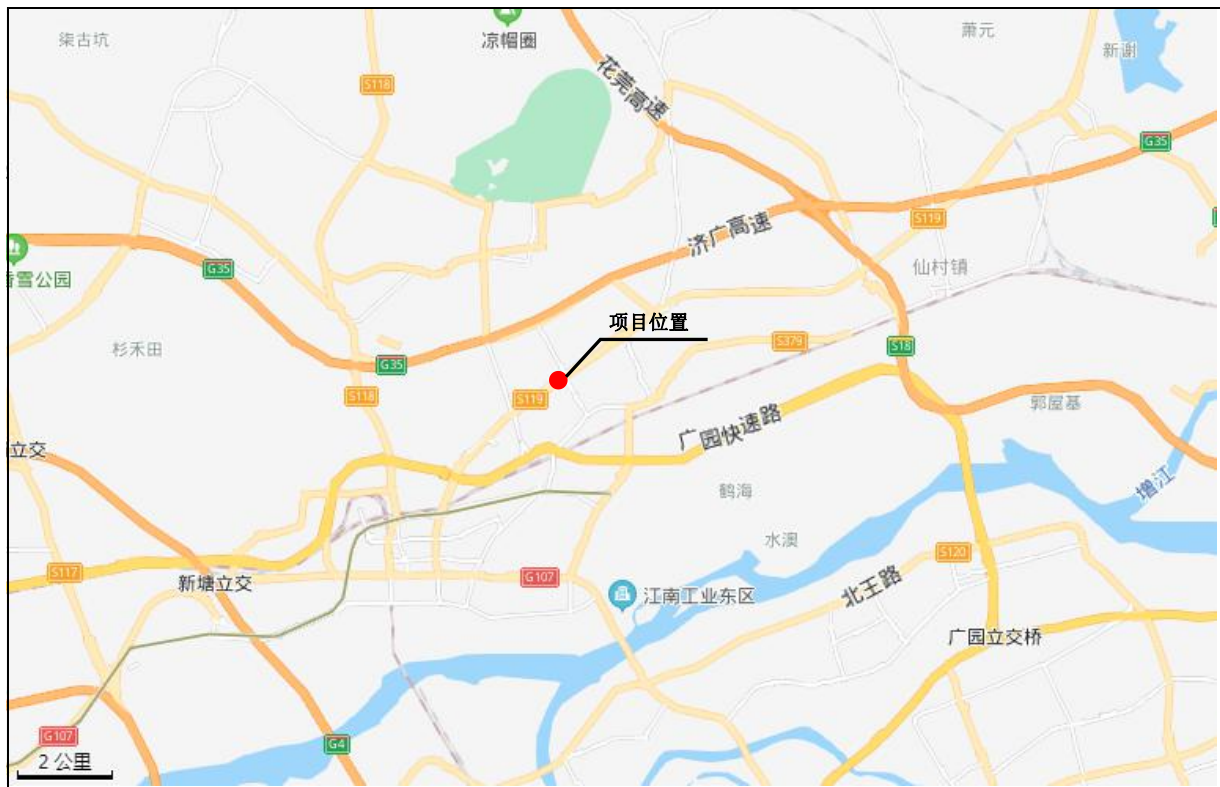 柒古坑
凉帽圈
萧元
新谢
S118
花莞高速
G35
S119
济广高速
仙村镇
G35
香雪公园
项目位置
杉禾田
S379
S18
G35
S118
S119
郭屋基
广园快速路
立交
鹤海
增江
水澳
S120
S117
新塘立交
G107
江南工业东区
北王路
广园立交桥
G107
G4
2 公里